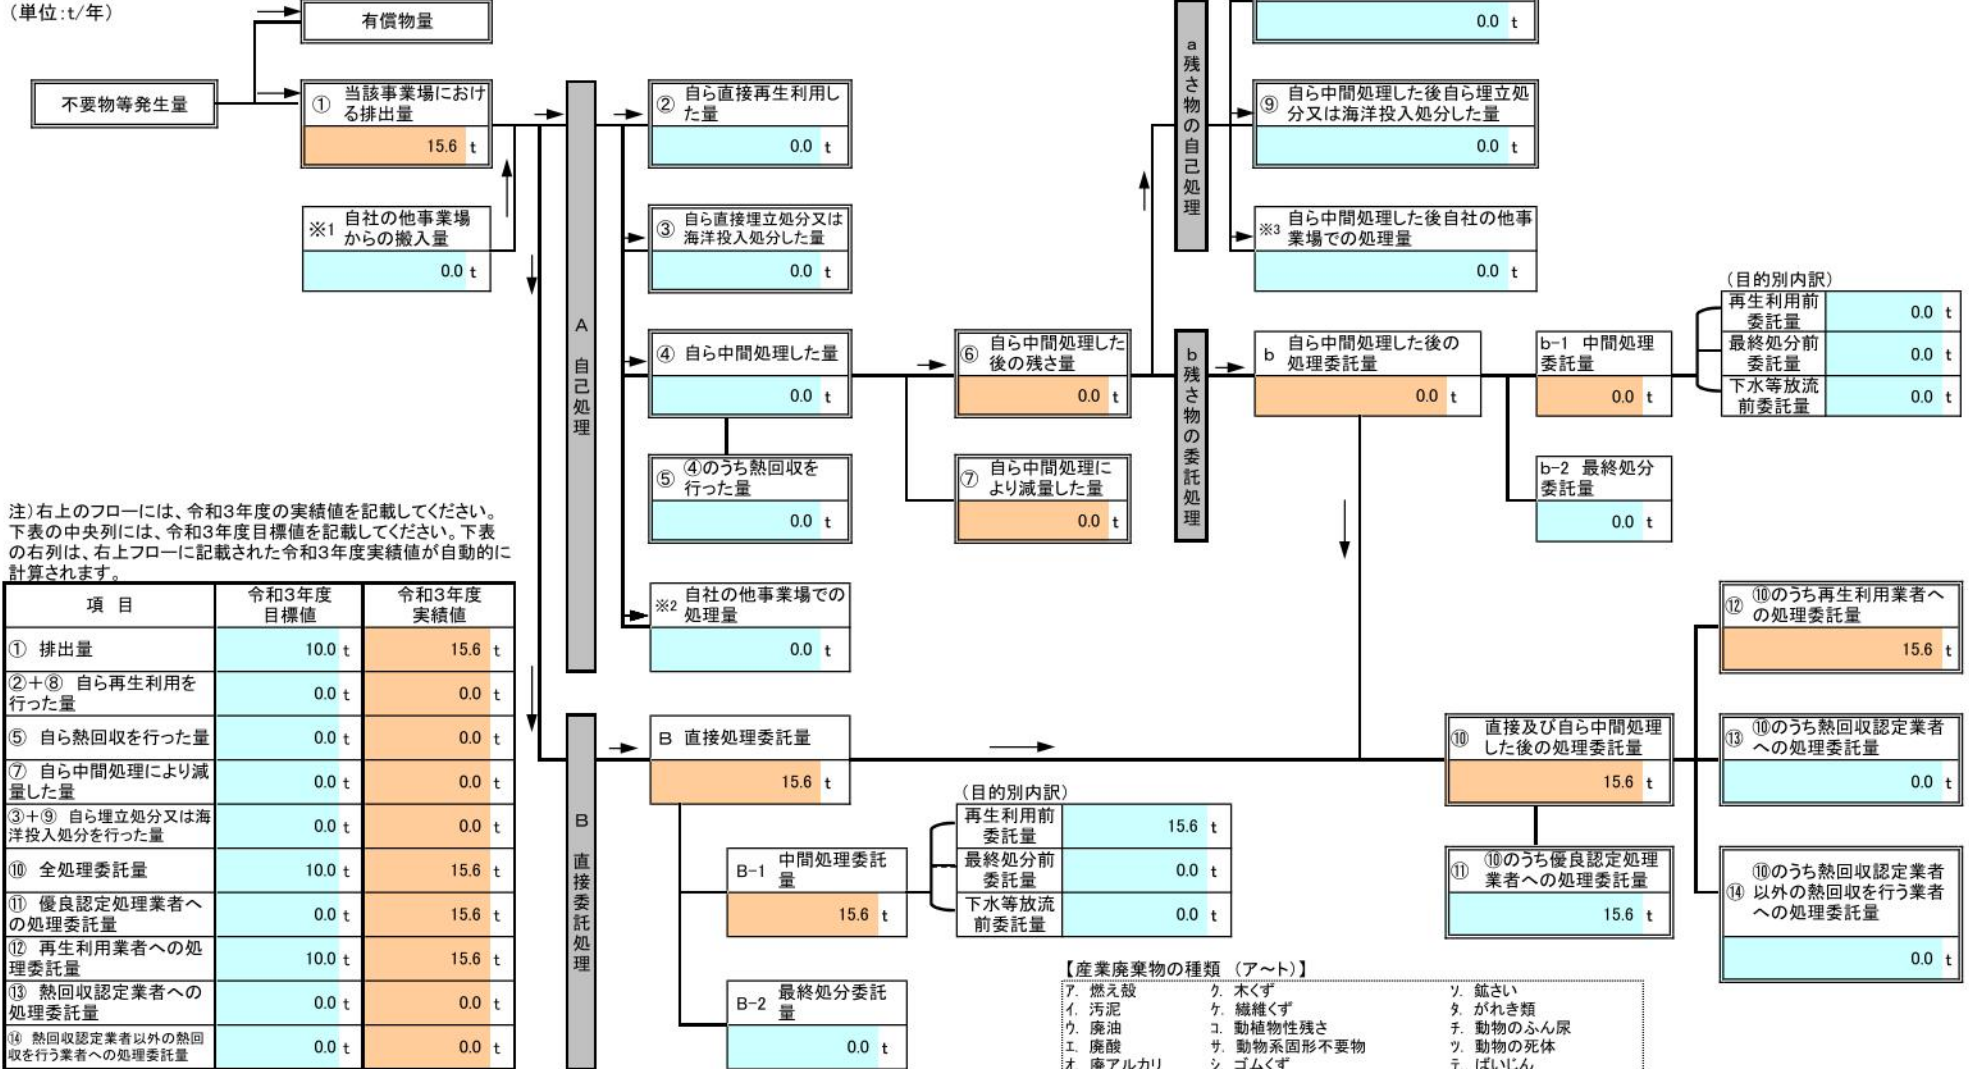 (単位:t/年)
有償物量
不要物等発生量
① 当該事業場におけ
る排出量
15.6 t
※1 自社の他事業場
からの搬入量
0.0 t
A 自己処理
② 自ら直接再生利用し
た量
0.0 t
③ 自ら直接埋立処分又は
海洋投入処分した量
0.0 t
④ 自ら中間処理した量
0.0 t
⑤ ④のうち熱回収を
行った量
0.0 t
※2 自社の他事業場での
処理量
0.0 t
⑥ 自ら中間処理した
後の残さ量
0.0 t
⑦ 自ら中間処理に
より減量した量
0.0 t
a 残さ物の自己処理
0.0 t
⑨ 自ら中間処理した後自ら埋立処
分又は海洋投入処分した量
0.0 t
※3 自ら中間処理した後自社の他事
業場での処理量
0.0 t
b 残さ物の委託処理
b 自ら中間処理した後の
処理委託量
0.0 t
b-1 中間処理
委託量
0.0 t
b-2 最終処分
委託量
0.0 t
(目的別内訳)
再生利用前
委託量
0.0 t
最終処分前
委託量
0.0 t
下水等放流
前委託量
0.0 t
注)右上のフローには、令和3年度の実績値を記載してください。
下表の中央列には、令和3年度目標値を記載してください。下表
の右列は、右上フローに記載された令和3年度実績値が自動的に
計算されます。
項 目 令和3年度 令和3年度
目標値 実績値
① 排出量 10.0 t 15.6 t
②+⑧ 自ら再生利用を
行った量 0.0 t 0.0 t
⑤ 自ら熱回収を行った量 0.0 t 0.0 t
⑦ 自ら中間処理により減
量した量 0.0 t 0.0 t
③+⑨ 自ら埋立処分又は海
洋投入処分を行った量 0.0 t 0.0 t
⑩ 全処理委託量 10.0 t 15.6 t
⑪ 優良認定処理業者へ
の処理委託量 0.0 t 15.6 t
⑫ 再生利用業者への処
理委託量 10.0 t 15.6 t
⑬ 熱回収認定業者への
処理委託量 0.0 t 0.0 t
⑭ 熱回収認定業者以外の熱回
収を行う業者への処理委託量 0.0 t 0.0 t
B 直接委託処理
B 直接処理委託量
15.6 t
B-1 中間処理委託
量
15.6 t
B-2 最終処分委託
量
0.0 t
(目的別内訳)
再生利用前
委託量
15.6 t
最終処分前
委託量
0.0 t
下水等放流
前委託量
0.0 t
⑩ 直接及び自ら中間処理
した後の処理委託量
15.6 t
⑪ ⑩のうち優良認定処理
業者への処理委託量
15.6 t
⑫ ⑩のうち再生利用業者へ
の処理委託量
15.6 t
⑬ ⑩のうち熱回収認定業者
への処理委託量
0.0 t
⑭ ⑩のうち熱回収認定業者
以外の熱回収を行う業者
への処理委託量
0.0 t
【産業廃棄物の種類 (ア~ト)】
ア. 燃え殻 ク. 木くず ソ. 鉱さい
イ. 汚泥 ケ. 繊維くず タ. がれき類
ウ. 廃油 コ. 動植物性残さ チ. 動物のふん尿
エ. 廃酸 サ. 動物系固形不要物 ツ. 動物の死体
オ. 廃アルカリ シ. ゴムくず テ. ばいじん